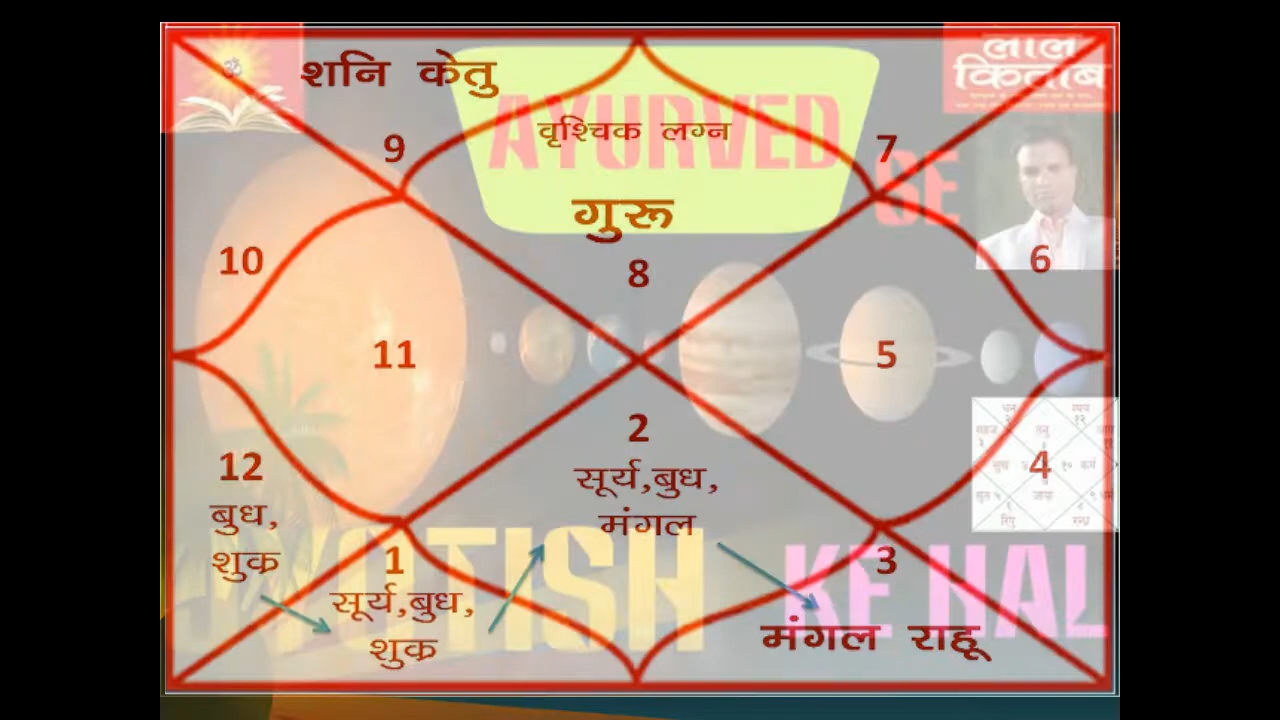 लाल
किताब
ॐ
शनि केतु
AYURVED
वृश्चिक लग्न
9
7
SE
गुरू
8
10
6
11
5
2
12
4
सूर्य,बुध,
मंगल
बुध,
शुक्र
JYOTISH
KE HAL
1
3
सूर्य,बुध,
शुक्र
मंगल राहू